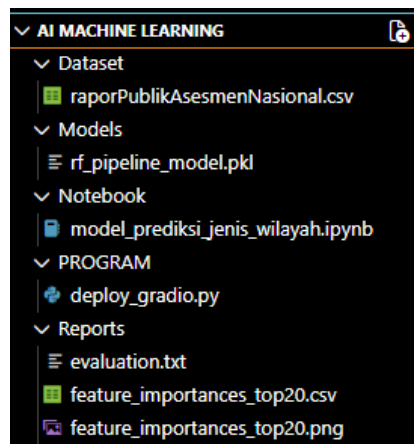 AI MACHINE LEARNING
Dataset
raporPublikAsesmenNasional.csv
Models
rf_pipeline_model.pkl
Notebook
model_prediksi_jenis_wilayah.ipynb
PROGRAM
deploy_gradio.py
Reports
evaluation.txt
feature_importances_top20.csv
feature_importances_top20.png